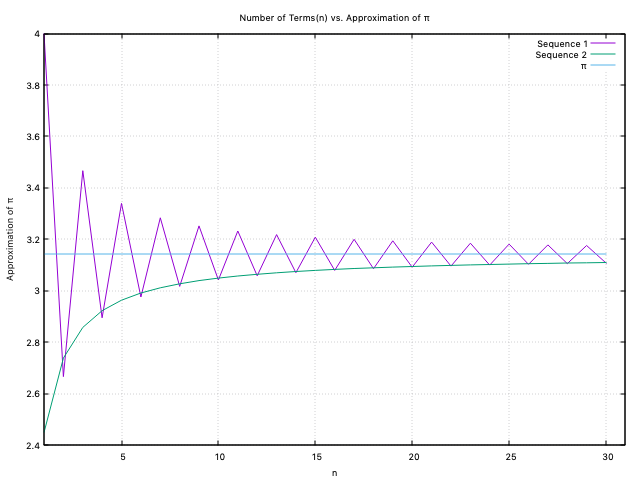 Number of Terms(n) vs. Approximation of π
Sequence 1
Sequence 2
π
4
3.8
3.6
3.4
3.2
3
2.8
2.6
2.4
Approximation of π
5
10
15
20
25
30
n